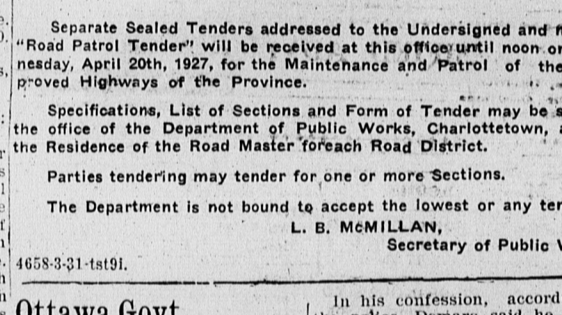 Separate Sealed Tenders addressed to the Undersigned and
"Road Patrol Tender" will be received at this office until noon
nesday, April 20th, 1927, for the Maintenance and Patrol of the
proved Highways of the Province.
Specifications, List of Sections and Form of Tender may be
the office of the Department of Public Works, Charlottetown,
the Residence of the Road Master foreach Road District.
Parties tendering may tender for one or more Sections.
The Department is not bound to accept the lowest or any
L. B. McMILLAN,
Secretary of Public
4658-3-31-tst9i.
Ottawa Govt
In his confession, accord